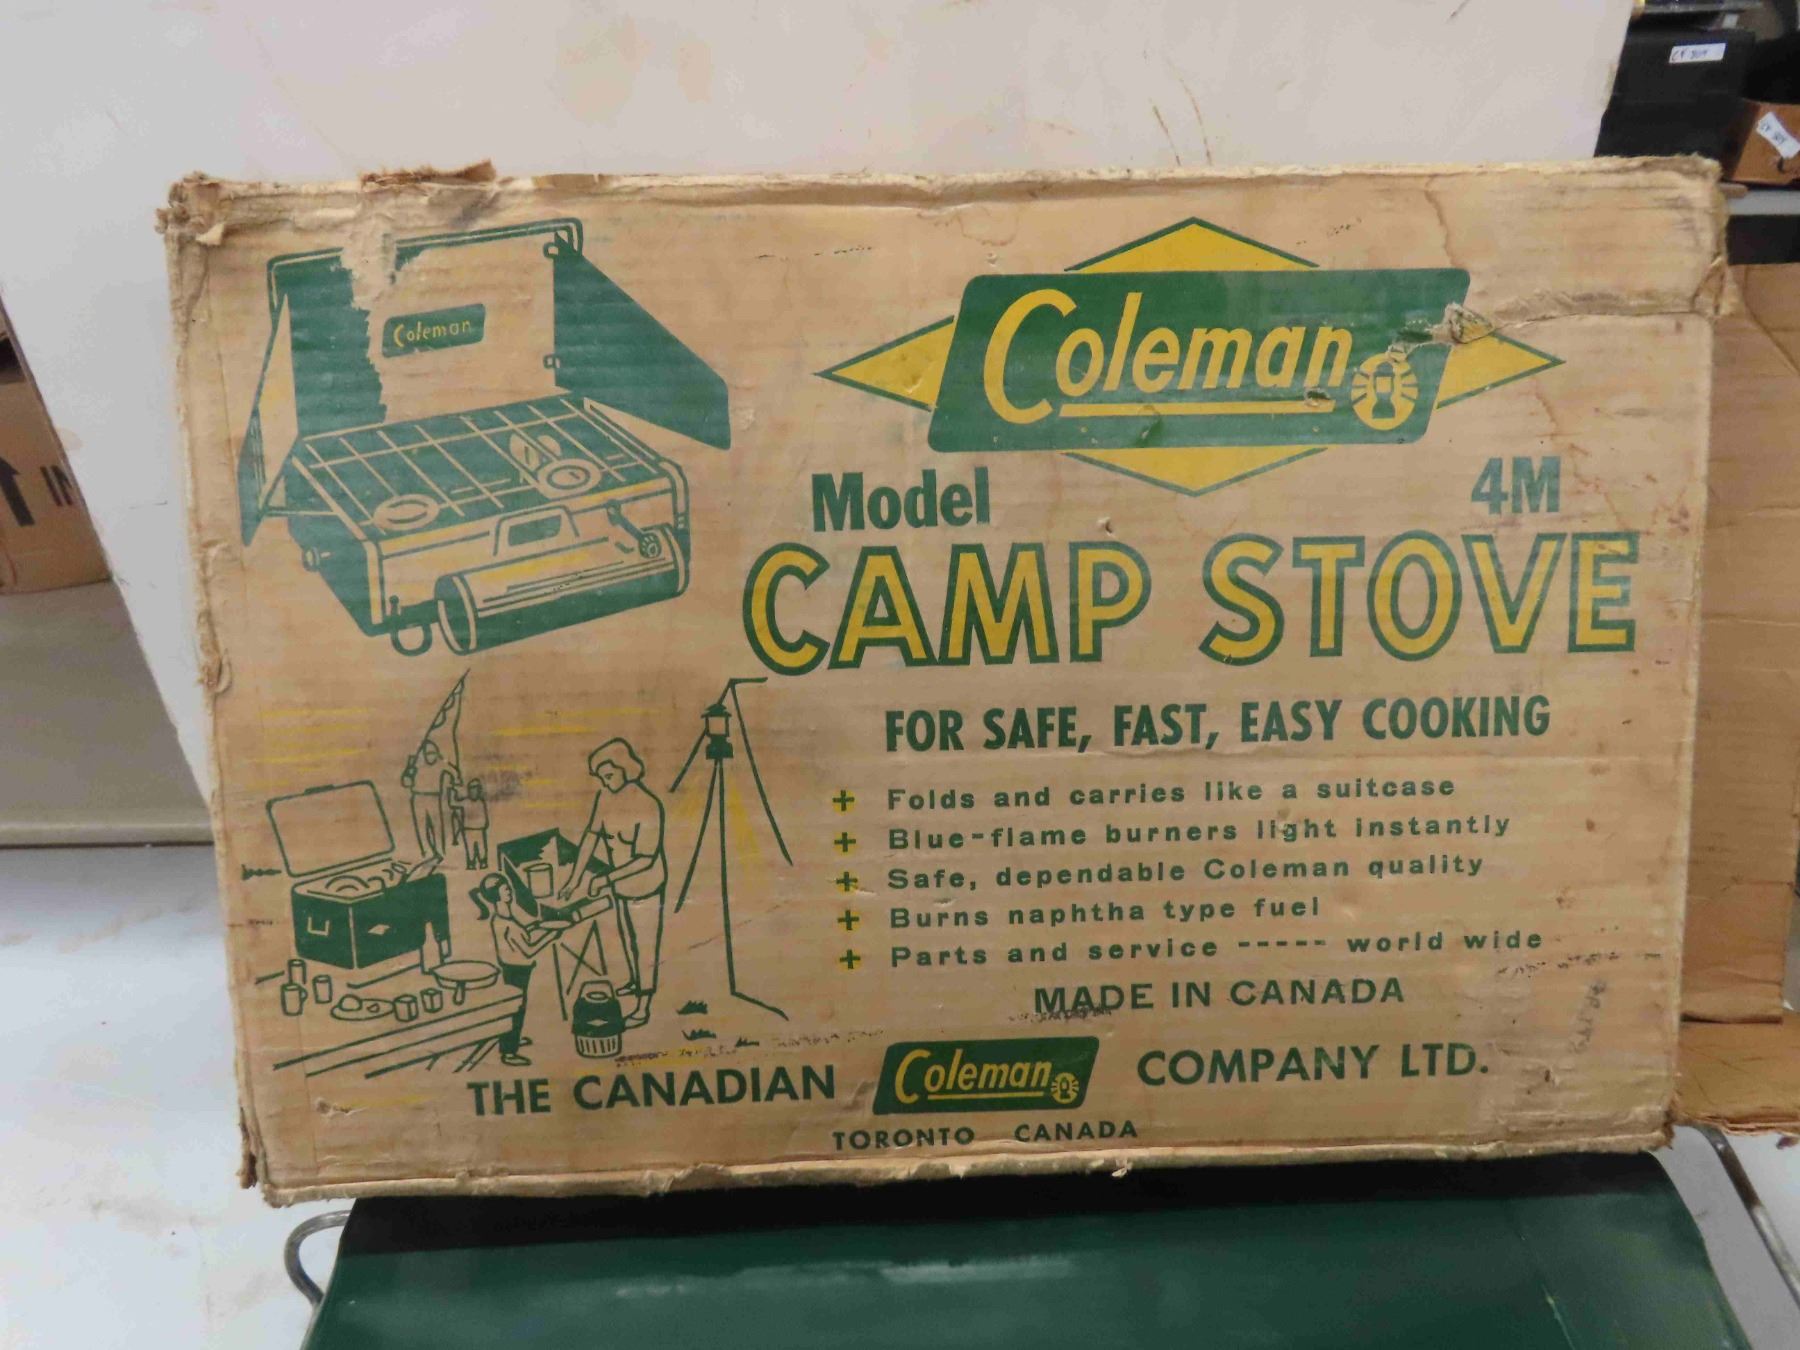 Coleman
Coleman
Model 4M
CAMP STOVE
FOR SAFE, FAST, EASY COOKING
+ Folds and carries like a suitcase
+ Blue-flame burners light instantly
+ Safe, dependable Coleman quality
+ Burns naphtha type fuel
+ Parts and service ----- world wide
MADE IN CANADA
THE CANADIAN Coleman COMPANY LTD.
TORONTO CANADA
IN